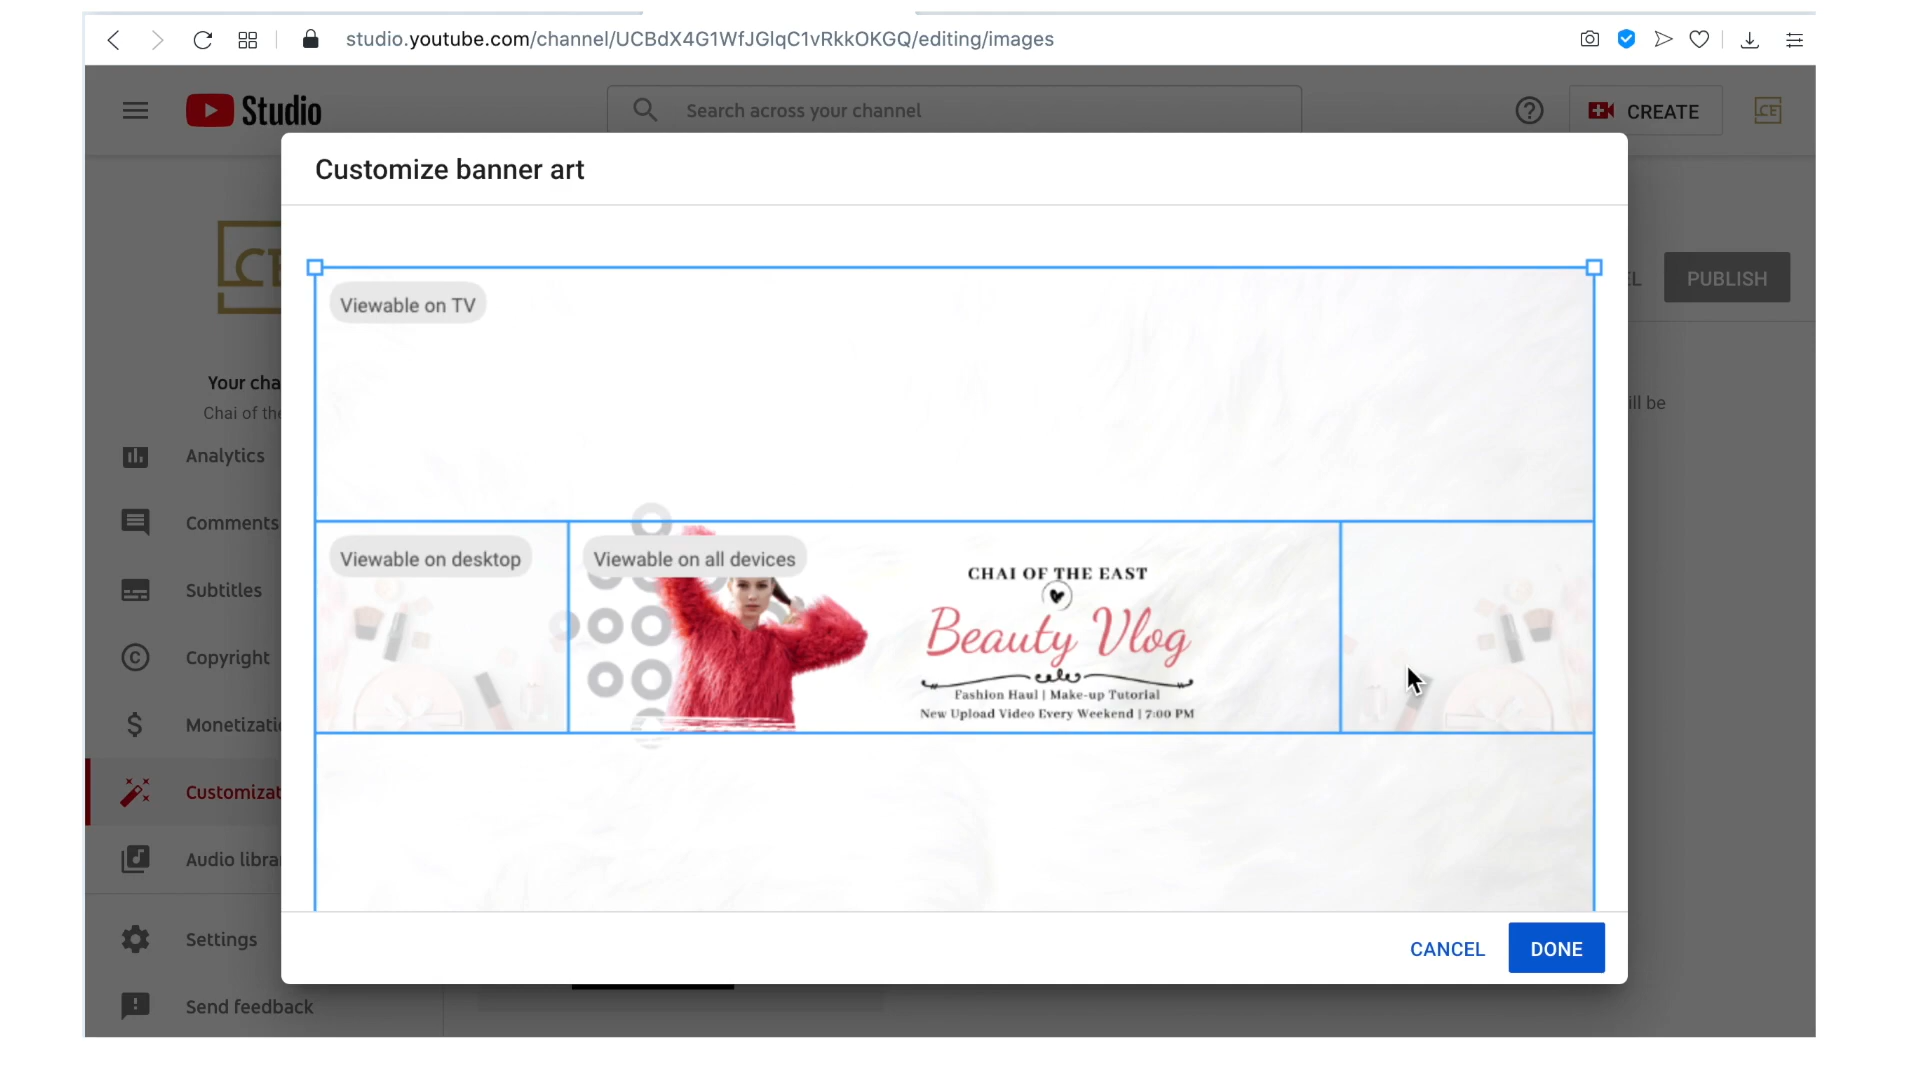 studio.youtube.com/channel/UCBdX4G1WfJGlqC1vRkkOKGQ/editing/images
Studio
Search across your channel
CREATE
CE
Customize banner art
CE
EL
PUBLISH
Viewable on TV
Your cha
Chai of the
ill be
Analytics
Comments
Viewable on desktop
Viewable on all devices
CHAI OF THE EAST
Subtitles
Beauty Vlog
Copyright
Fashion Haul | Make-up Tutorial
New Upload Video Every Weekend | 7:00 PM
Monetizati
Customizat
Audio libra
Settings
CANCEL
DONE
Send feedback